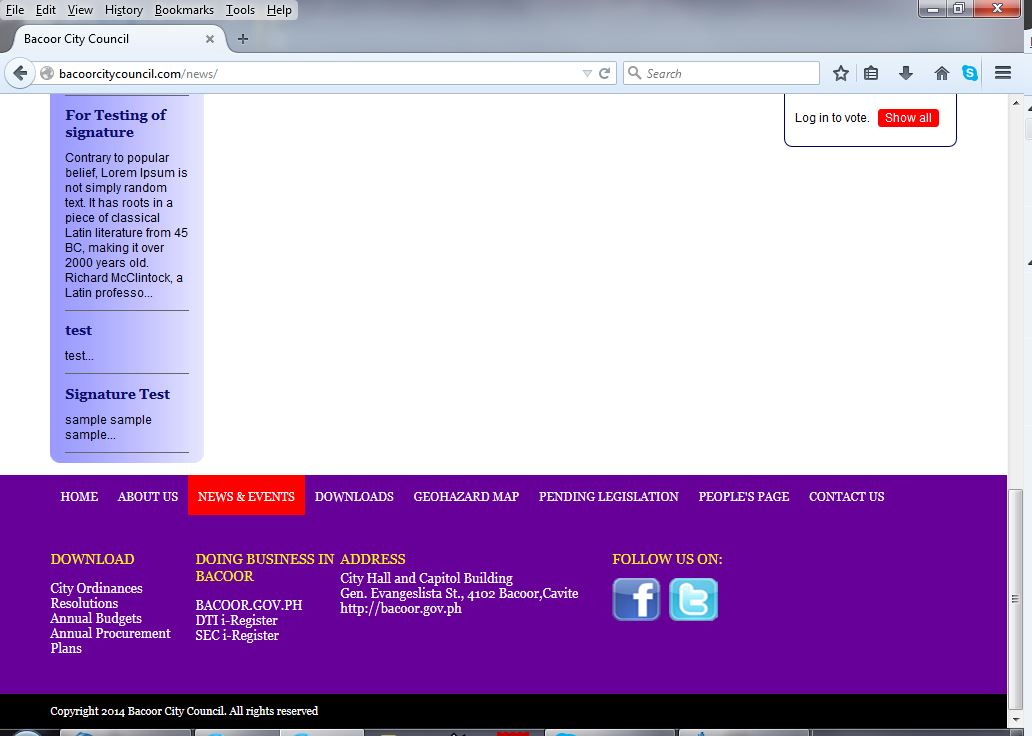 File Edit View History Bookmarks Tools Help
Bacoor City Council
bacoorcitycouncil.com/news/
Search
For Testing of
signature
Contrary to popular
belief, Lorem Ipsum is
not simply random
text. It has roots in a
piece of classical
Latin literature from 45
BC, making it over
2000 years old.
Richard McClintock, a
Latin professo...
test
test...
Signature Test
sample sample
sample...
Log in to vote. Show all
HOME ABOUT US NEWS & EVENTS DOWNLOADS GEOHAZARD MAP PENDING LEGISLATION PEOPLE'S PAGE CONTACT US
DOWNLOAD
City Ordinances
Resolutions
Annual Budgets
Annual Procurement
Plans
DOING BUSINESS IN
BACOOR
BACOOR.GOV.PH
DTI i-Register
SEC i-Register
ADDRESS
City Hall and Capitol Building
Gen. Evangeslista St., 4102 Bacoor,Cavite
http://bacoor.gov.ph
FOLLOW US ON:
Copyright 2014 Bacoor City Council. All rights reserved